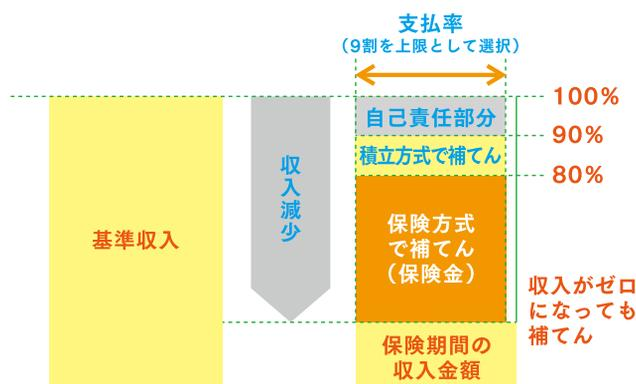 支払率
（9割を上限として選択）
100%
自己責任部分
90%
積立方式で補てん
80%
収入減少
基準収入
保険方式
で補てん
（保険金）
収入がゼロ
になっても
補てん
保険期間の
収入金額